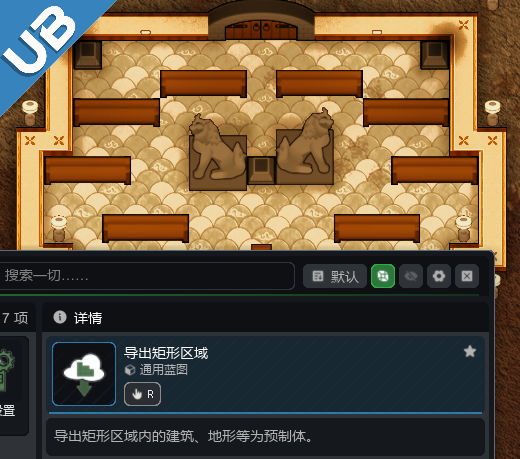 UB
搜索一切……
默认
7 项
详情
导出矩形区域
通用蓝图
R
设置
导出矩形区域内的建筑、地形等为预制体。